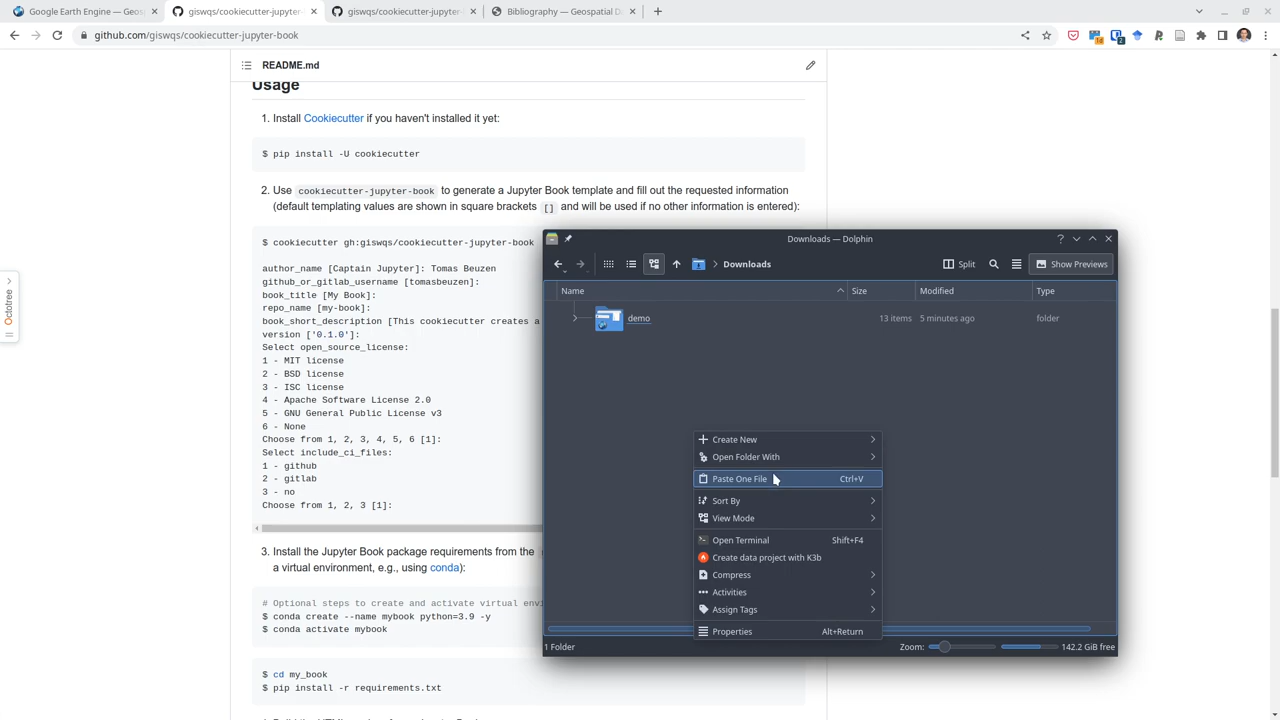 Google Earth Engine — Geosp
giswqs/cookiecutter-jupyter-
giswqs/cookiecutter-jupyter-
Bibliography — Geospatial Da
github.com/giswqs/cookiecutter-jupyter-book
README.md
Usage
1. Install Cookiecutter if you haven't installed it yet:
$ pip install -U cookiecutter
2. Use cookiecutter-jupyter-book to generate a Jupyter Book template and fill out the requested information
(default templating values are shown in square brackets [] and will be used if no other information is entered):
$ cookiecutter gh:giswqs/cookiecutter-jupyter-book
author_name [Captain Jupyter]: Tomas Beuzen
github_or_gitlab_username [tomasbeuzen]:
book_title [My Book]:
repo_name [my-book]:
book_short_description [This cookiecutter creates a
version ['0.1.0']:
Select open_source_license:
1 - MIT license
2 - BSD license
3 - ISC license
4 - Apache Software License 2.0
5 - GNU General Public License v3
6 - None
Choose from 1, 2, 3, 4, 5, 6 [1]:
Select include_ci_files:
1 - github
2 - gitlab
3 - no
Choose from 1, 2, 3 [1]:
3. Install the Jupyter Book package requirements from the
a virtual environment, e.g., using conda):
# Optional steps to create and activate virtual envi
$ conda create --name mybook python=3.9 -y
$ conda activate mybook
$ cd my_book
$ pip install -r requirements.txt
Octotree
Downloads — Dolphin
Downloads
Split
Show Previews
Name
Size
Modified
Type
demo
13 items
5 minutes ago
folder
Create New
Open Folder With
Paste One File Ctrl+V
Sort By
View Mode
Open Terminal Shift+F4
Create data project with K3b
Compress
Activities
Assign Tags
Properties Alt+Return
1 Folder
Zoom:
142.2 GiB free